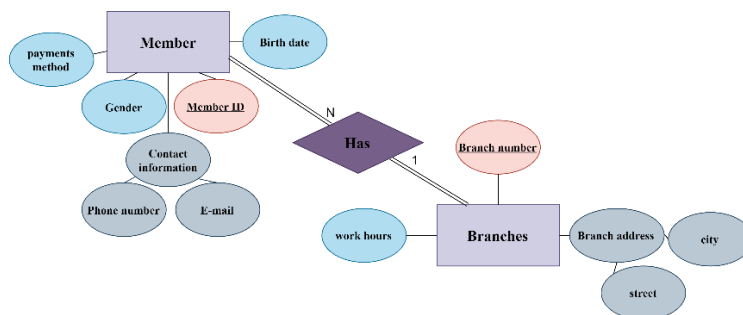 Member
Birth date
payments
method
Gender
Member ID
N
Contact
information
Has
Branch number
1
Phone number
E-mail
work hours
Branches
Branch address
city
street